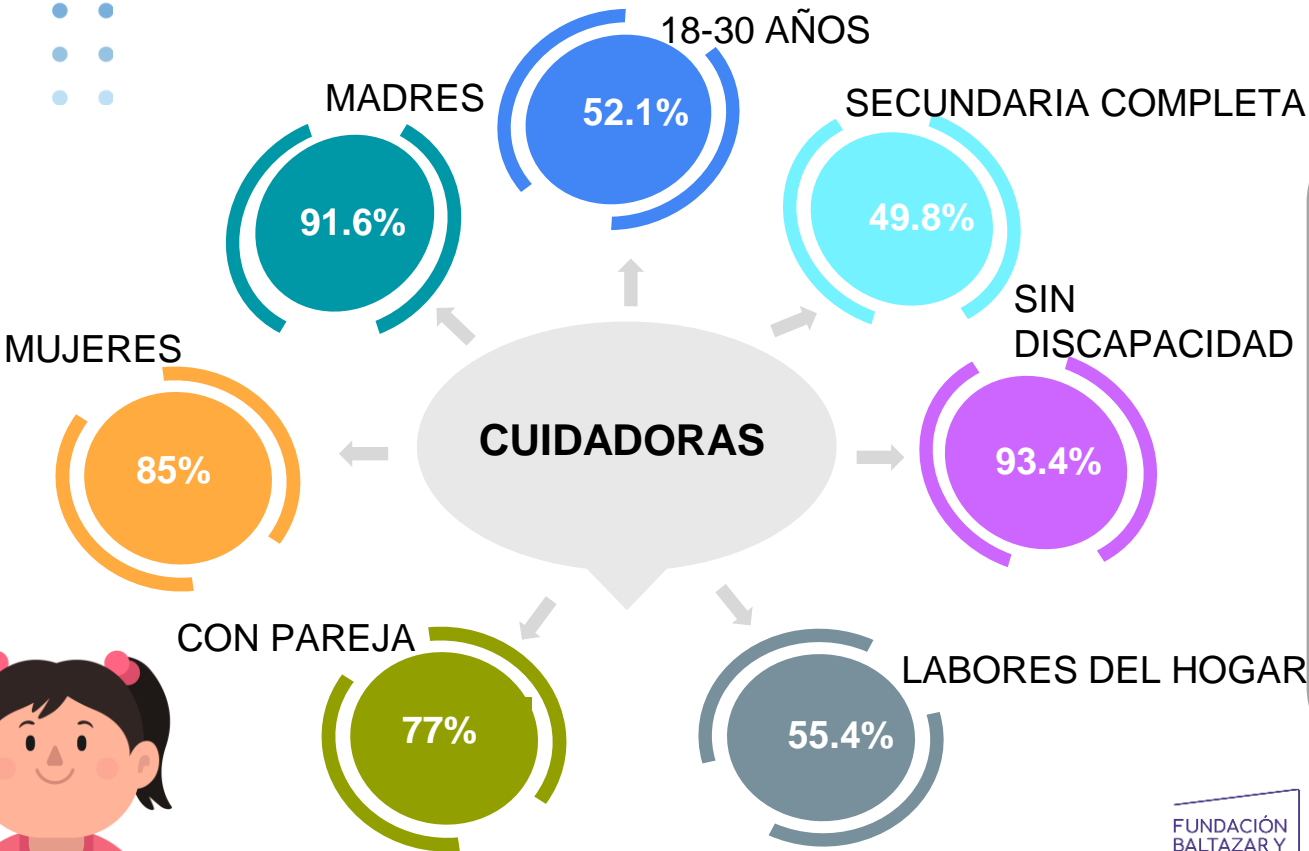 18-30 AÑOS
52.1%
MADRES
91.6%
SECUNDARIA COMPLETA
49.8%
SIN
DISCAPACIDAD
93.4%
MUJERES
85%
CUIDADORAS
CON PAREJA
77%
LABORES DEL HOGAR
55.4%
FUNDACIÓN
BALTAZAR Y